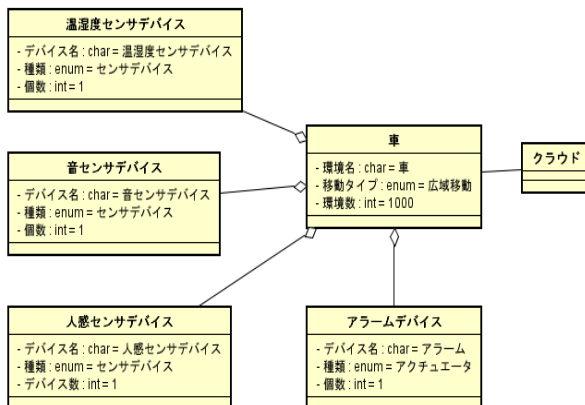 温湿度センサデバイス
- デバイス名 : char = 温湿度センサデバイス
- 種類 : enum = センサデバイス
- 個数 : int = 1
車
- 環境名 : char = 車
- 移動タイプ : enum = 広域移動
- 環境数 : int = 1000
クラウド
音センサデバイス
- デバイス名 : char = 音センサデバイス
- 種類 : enum = センサデバイス
- 個数 : int = 1
人感センサデバイス
- デバイス名 : char = 人感センサデバイス
- 種類 : enum = センサデバイス
- デバイス数 : int = 1
アラームデバイス
- デバイス名 : char = アラーム
- 種類 : enum = アクチュエータ
- 個数 : int = 1